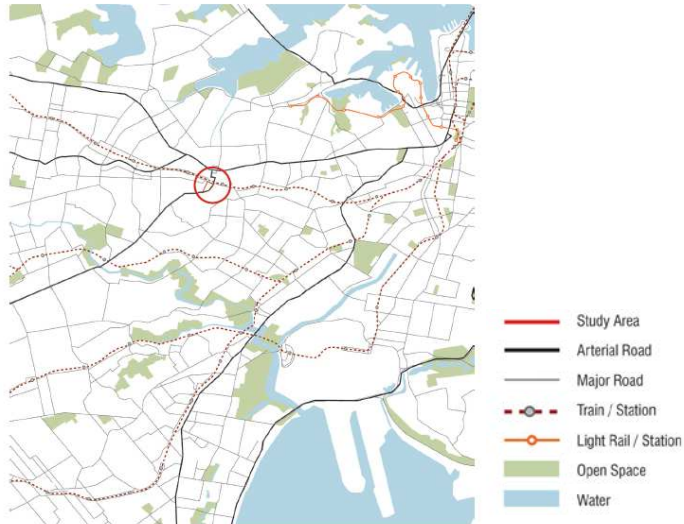 Study Area
Arterial Road
Major Road
Train / Station
Light Rail / Station
Open Space
Water